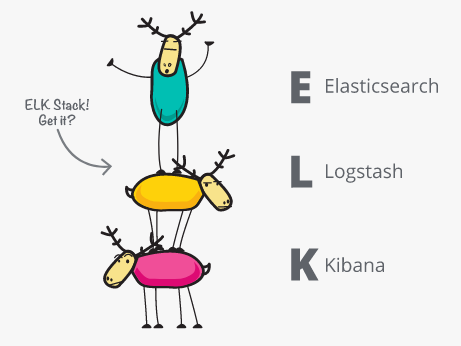 ELK Stack!
Get it?
E Elasticsearch
L Logstash
K Kibana